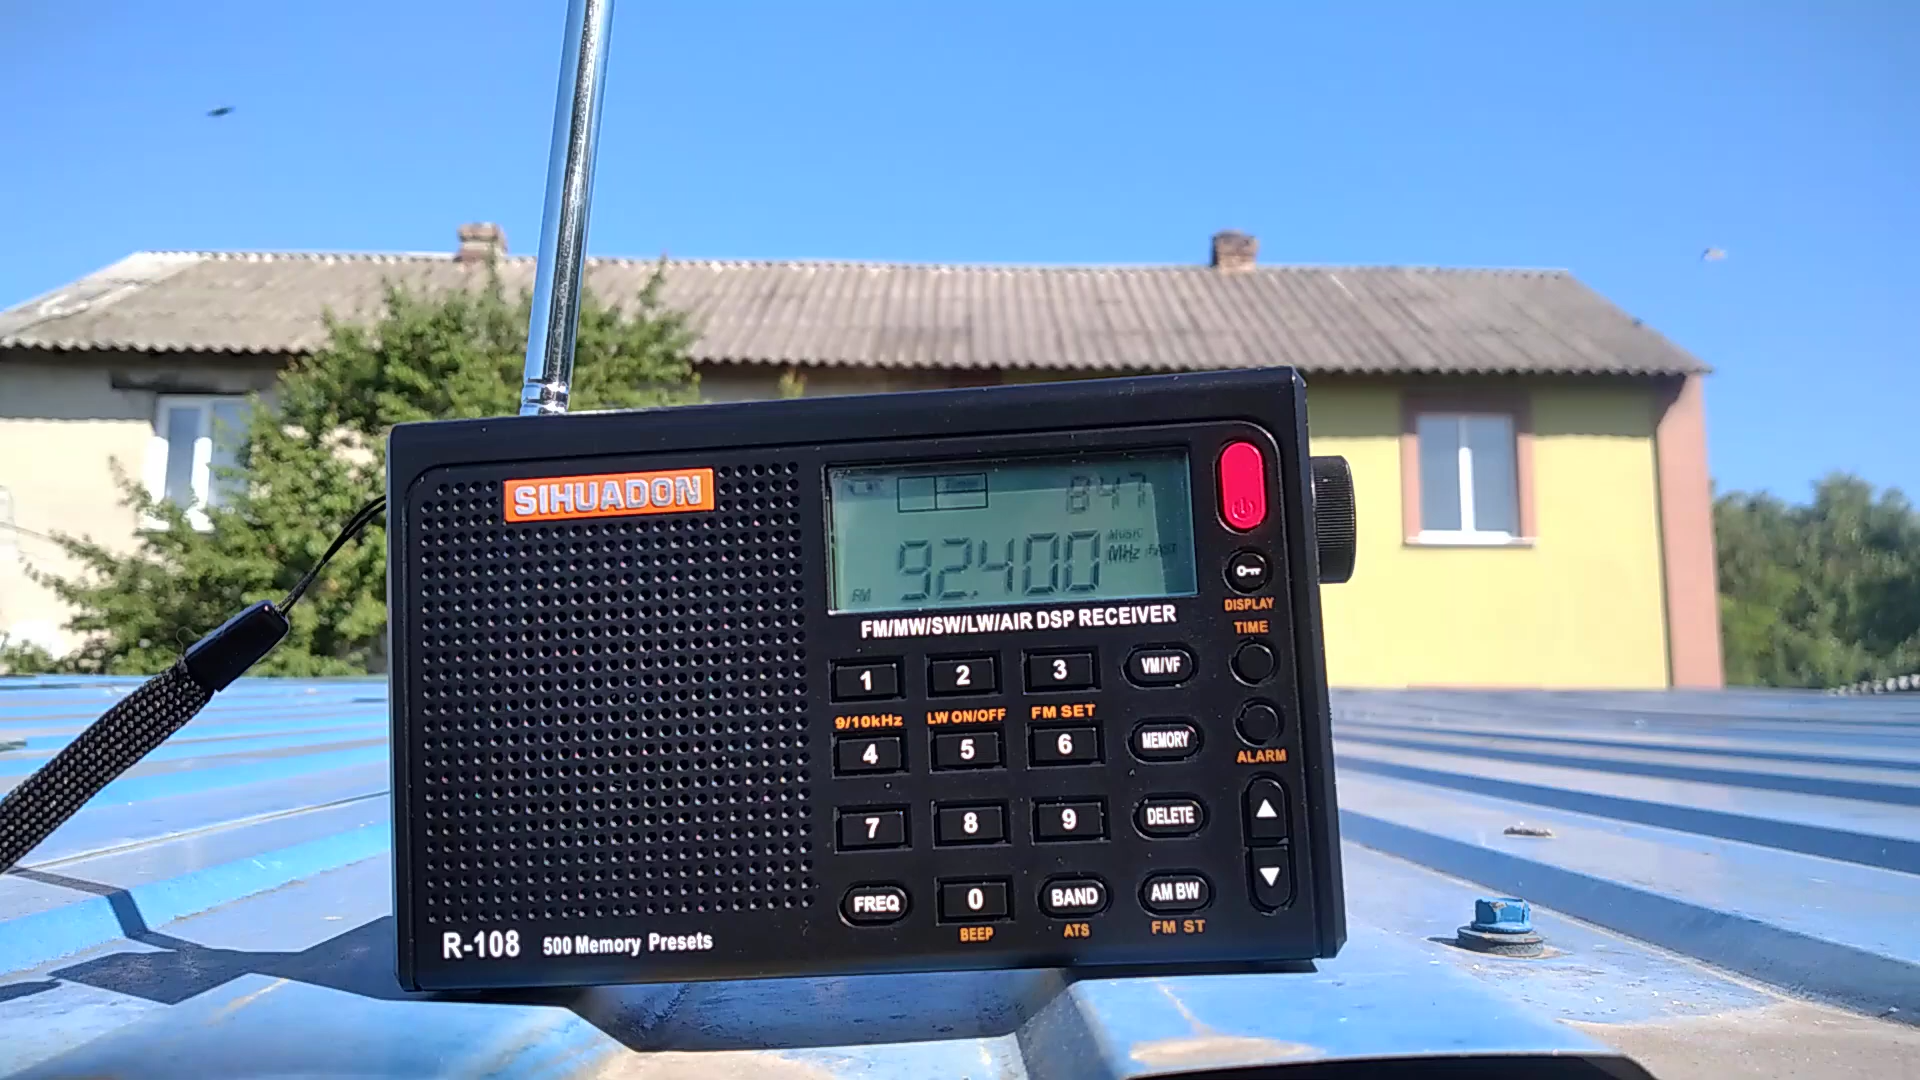 SIHUADON
847
MUSIC
92.400 MHz FAST
FM
FM/MW/SW/LW/AIR DSP RECEIVER
DISPLAY
TIME
1 2 3 VM/VF
9/10kHz LW ON/OFF FM SET
4 5 6 MEMORY
ALARM
7 8 9 DELETE
FREQ 0 BAND AM BW
BEEP ATS FM ST
R-108 500 Memory Presets